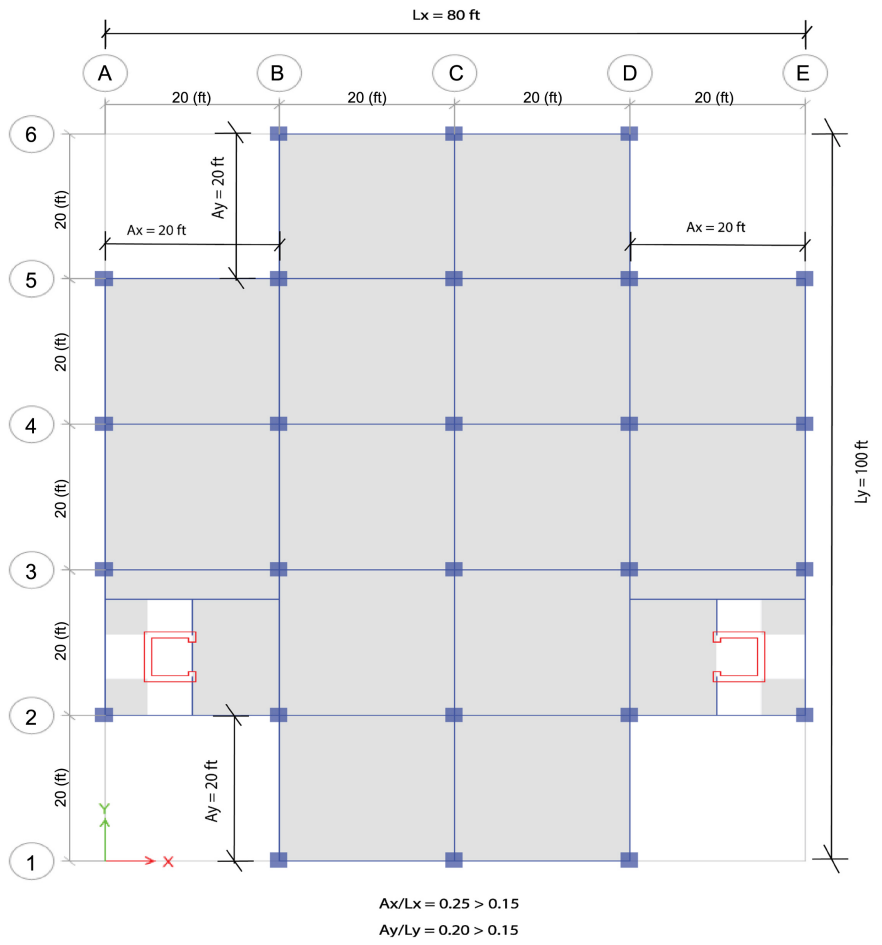 Lx = 80 ft
A B C D E
20 (ft) 20 (ft) 20 (ft) 20 (ft)
6
20 (ft)
Ay = 20 ft
Ax = 20 ft
Ax = 20 ft
5
20 (ft)
4
20 (ft)
Ly = 100 ft
3
20 (ft)
2
20 (ft)
Ay = 20 ft
Y
X
1
Ax/Lx = 0.25 > 0.15
Ay/Ly = 0.20 > 0.15